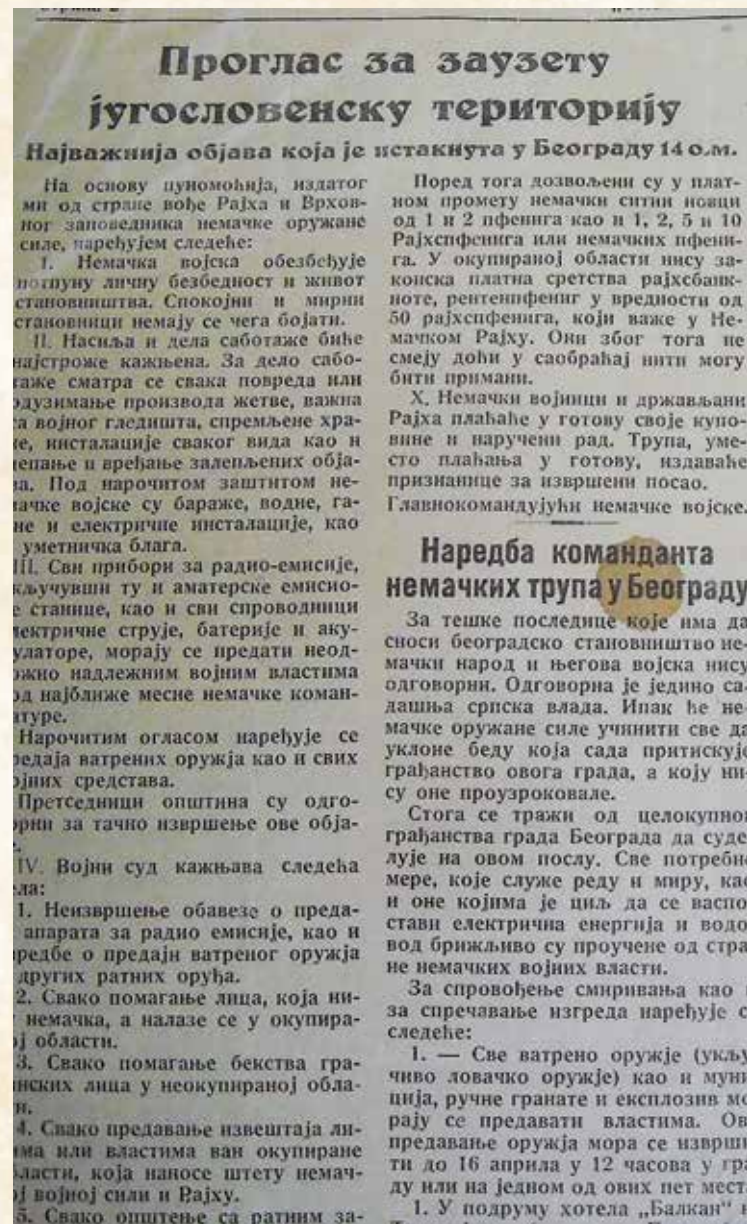 Проглас за заузету
југословенску територију
Најважнија објава која је истакнута у Београду 14 о.м.
На основу пуномоћија, издатог
ми од стране вође Рајха и Врхов-
ног заповедника немачке оружане
силе, наређујем следеће:
I. Немачка војска обезбеђује
потпуну личну безбедност и живот
становништва. Спокојни и мирни
становници немају се чега бојати.
II. Насиља и дела саботаже биће
најстроже кажњена. За дело сабо-
таже сматра се свака повреда или
одузимање производа жетве, важна
са војног гледишта, спремљене хра-
не, инсталације сваког вида као и
цепање и вређање залепљених обја-
ва. Под нарочитом заштитом не-
мачке војске су бараже, водне, га-
не и електричне инсталације, као
уметничка блага.
III. Сви прибори за радио-емисије,
кључувши ту и аматерске емисио-
е станице, као и сви спроводници
лектричне струје, батерије и аку-
улаторе, морају се предати неод-
ожно надлежним војним властима
од најближе месне немачке коман-
атуре.
Нарочитим огласом наређује се
редаја ватрених оружја као и свих
ојних средстава.
Претседници општина су одго-
орни за тачно извршење ове обја-
IV. Војни суд кажњава следећа
ела:
1. Неизвршење обавезе о преда-
апарата за радио емисије, као и
аредбе о предаји ватреног оружја
других ратних оруђа.
2. Свако помагање лица, која ни-
немачка, а налазе се у окупира-
ој области.
3. Свако помагање бекства гра-
анских лица у неокупираној обла-
4. Свако предавање извештаја ли-
има или властима ван окупиране
бласти, која наносе штету немач-
ој војној сили и Рајху.
5. Свако општење са ратним за-
Поред тога дозвољени су у плат-
ном промету немачки ситни новци
од 1 и 2 пфенига као и 1, 2, 5 и 10
Рајхспфенига или немачких пфени-
га. У окупираној области нису за-
конска платна сретства рајхсбанк-
ноте, рентенпфениг у вредности од
50 рајхспфенига, који важе у Не-
мачком Рајху. Они због тога не
смеју доћи у саобраћај нити могу
бити примани.
X. Немачки војници и држављани
Рајха плаћаће у готову своје купо-
вине и наручени рад. Трупа, уме-
сто плаћања у готову, издаваће
признанице за извршени посао.
Главнокомандујући немачке војске.
Наредба команданта
немачких трупа у Београду
За тешке последице које има да
сноси београдско становништво не-
мачки народ и његова војска нису
одговорни. Одговорна је једино са-
дашња српска влада. Ипак ће не-
мачке оружане силе учинити све да
уклоне беду која сада притискује
грађанство овога града, а коју ни-
су оне проузроковале.
Стога се тражи од целокупног
грађанства града Београда да суде-
лује на овом послу. Све потребне
мере, које служе реду и миру, као
и оне којима је циљ да се васпо-
стави електрична енергија и водо-
вод брижљиво су проучене од стра-
не немачких војних власти.
За спровођење смиривања као
за спречавање изгреда наређује с
следеће:
1. — Све ватрено оружје (укљу
чиво ловачко оружје) као и муни
ција, ручне гранате и експлозив мо
рају се предавати властима. Ов
предавање оружја мора се изврши
ти до 16 априла у 12 часова у гра
ду или на једном од ових пет места
1. У подруму хотела „Балкан“